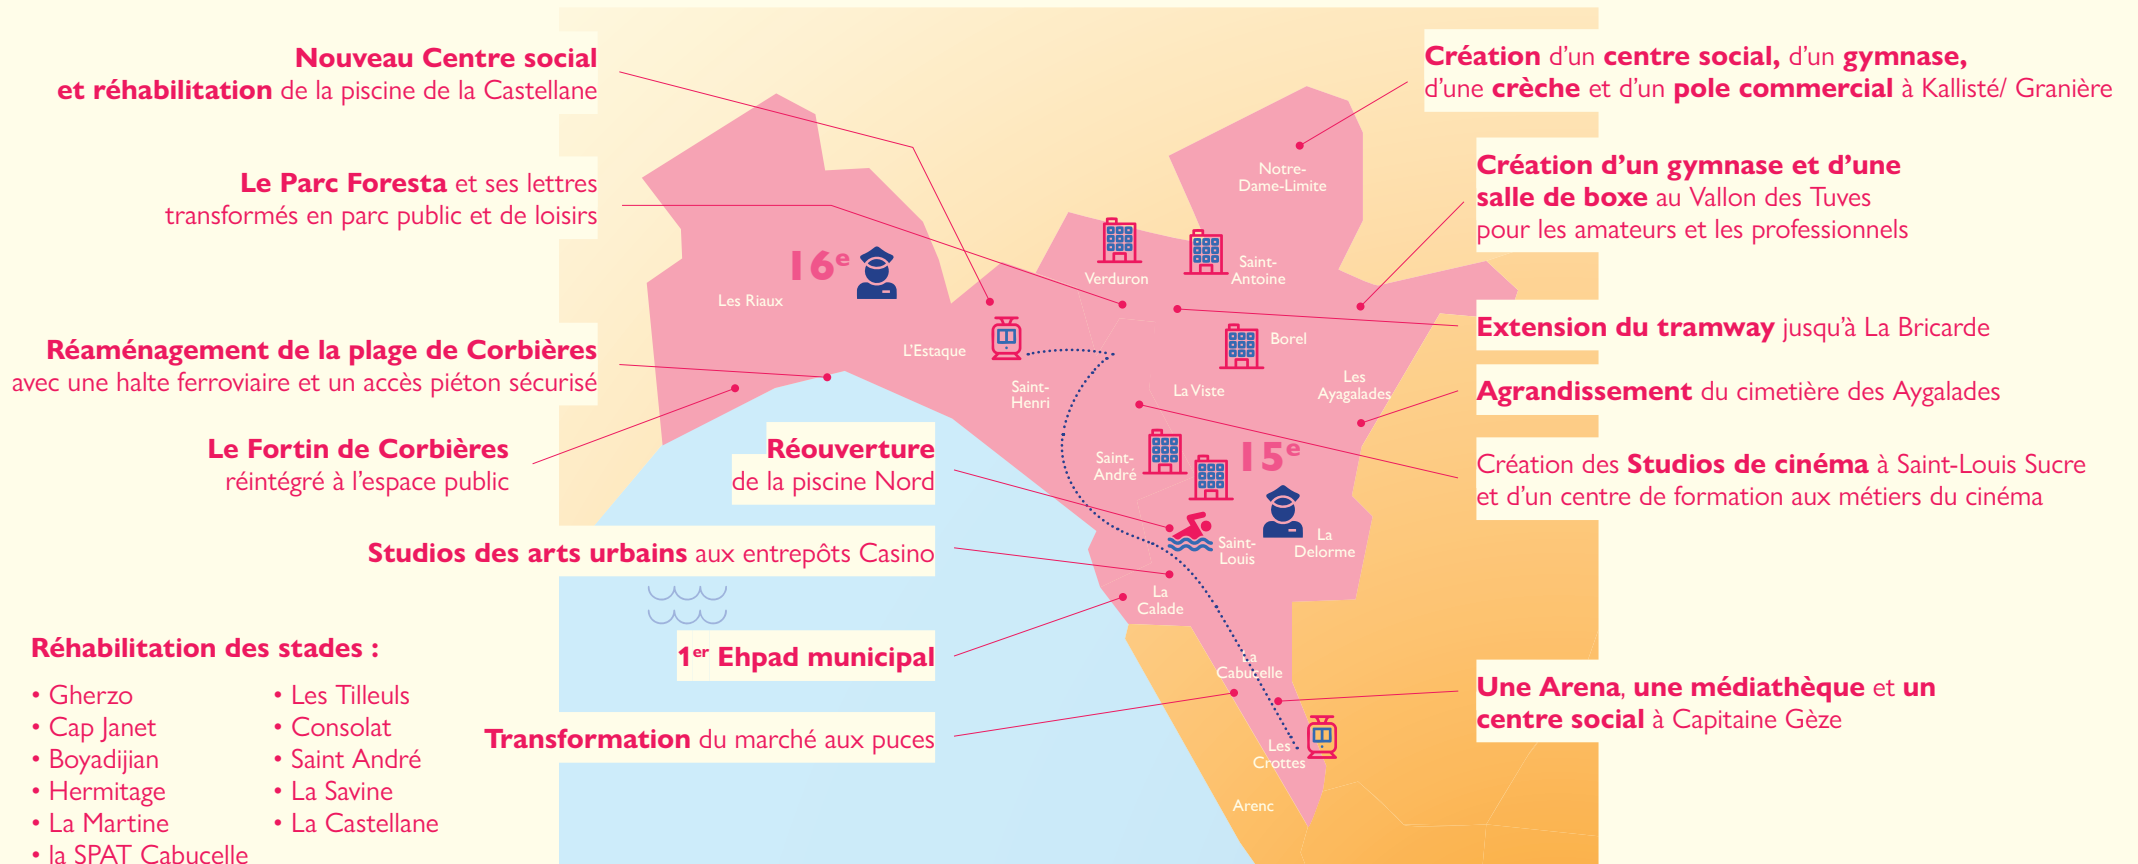 Nouveau Centre social
et réhabilitation de la piscine de la Castellane
Le Parc Foresta et ses lettres
transformés en parc public et de loisirs
Réaménagement de la plage de Corbières
avec une halte ferroviaire et un accès piéton sécurisé
Le Fortin de Corbières
réintégré à l'espace public
Réouverture
de la piscine Nord
Studios des arts urbains aux entrepôts Casino
1er Ehpad municipal
Transformation du marché aux puces
Réhabilitation des stades :
• Gherzo
• Cap Janet
• Boyadijian
• Hermitage
• La Martine
• la SPAT Cabucelle
• Les Tilleuls
• Consolat
• Saint André
• La Savine
• La Castellane
16e
Les Riaux
L'Estaque
Saint-
Henri
Verduron
Notre-
Dame-Limite
Saint-
Antoine
Borel
La Viste
Les
Ayagalades
Saint-
André
15e
Saint-
Louis
La
Delorme
La
Calade
La
Cabucelle
Les
Crottes
Arenc
Création d'un centre social, d'un gymnase,
d'une crèche et d'un pole commercial à Kallisté/ Granière
Création d'un gymnase et d'une
salle de boxe au Vallon des Tuves
pour les amateurs et les professionnels
Extension du tramway jusqu'à La Bricarde
Agrandissement du cimetière des Aygalades
Création des Studios de cinéma à Saint-Louis Sucre
et d'un centre de formation aux métiers du cinéma
Une Arena, une médiathèque et un
centre social à Capitaine Gèze